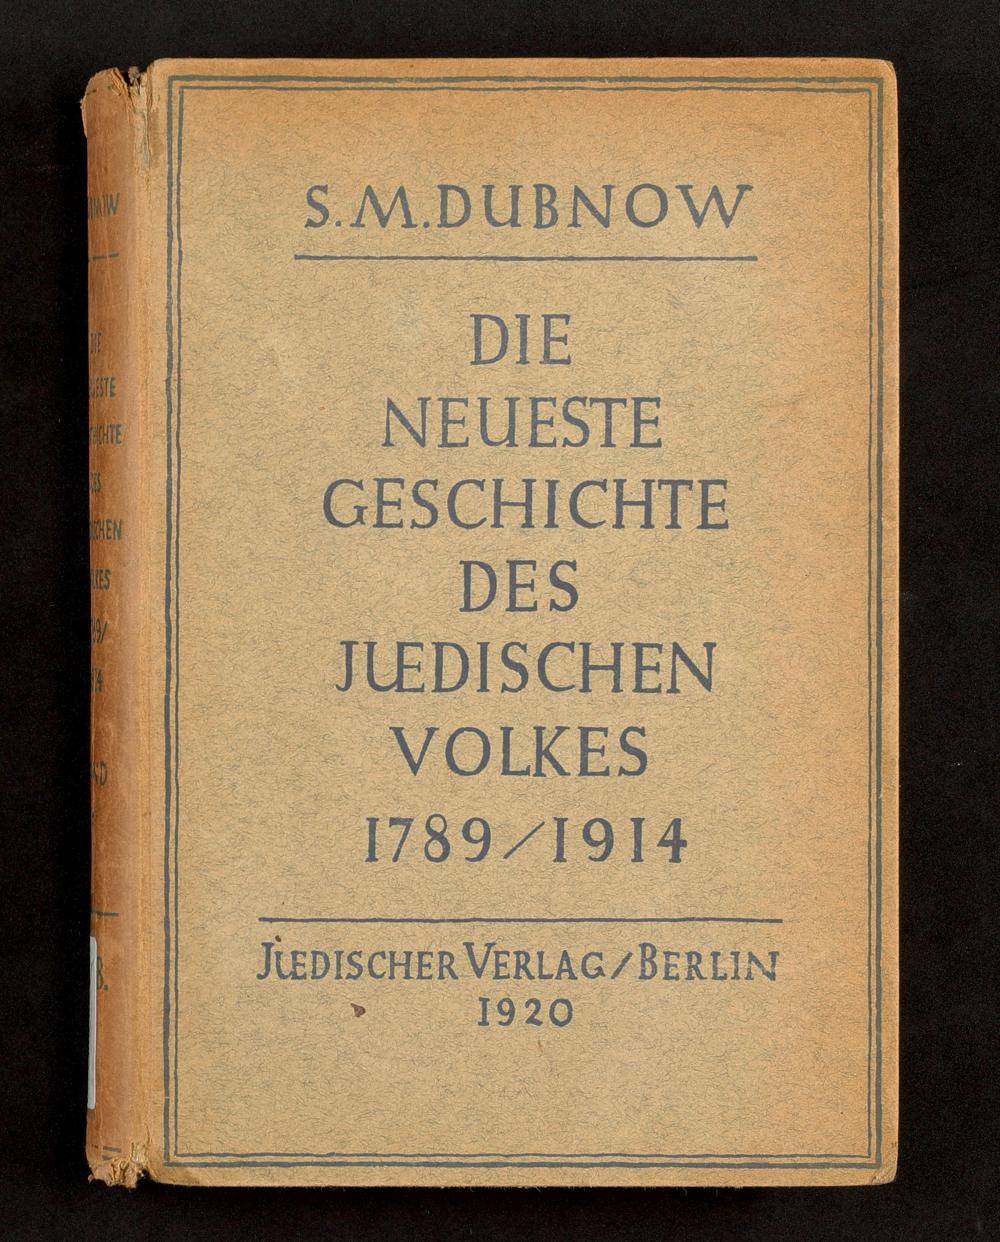 S. M. DUBNOW
DIE
NEUESTE
GESCHICHTE
DES
JUEDISCHEN
VOLKES
1789/1914
JUEDISCHER VERLAG/BERLIN
1920